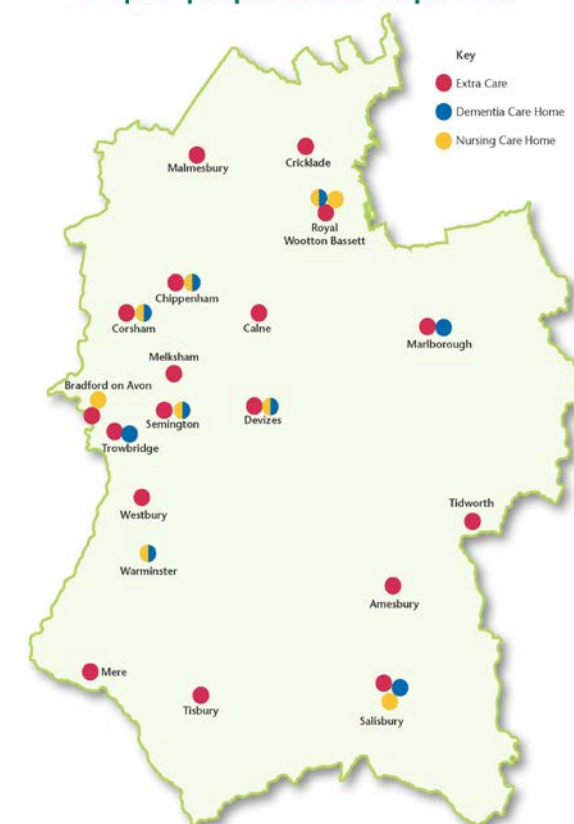 Key
Extra Care
Dementia Care Home
Nursing Care Home
Malmesbury
Cricklade
Royal
Wootton Bassett
Chippenham
Corsham
Calne
Marlborough
Melksham
Bradford on Avon
Semington
Devizes
Trowbridge
Westbury
Tidworth
Warminster
Amesbury
Mere
Tisbury
Salisbury